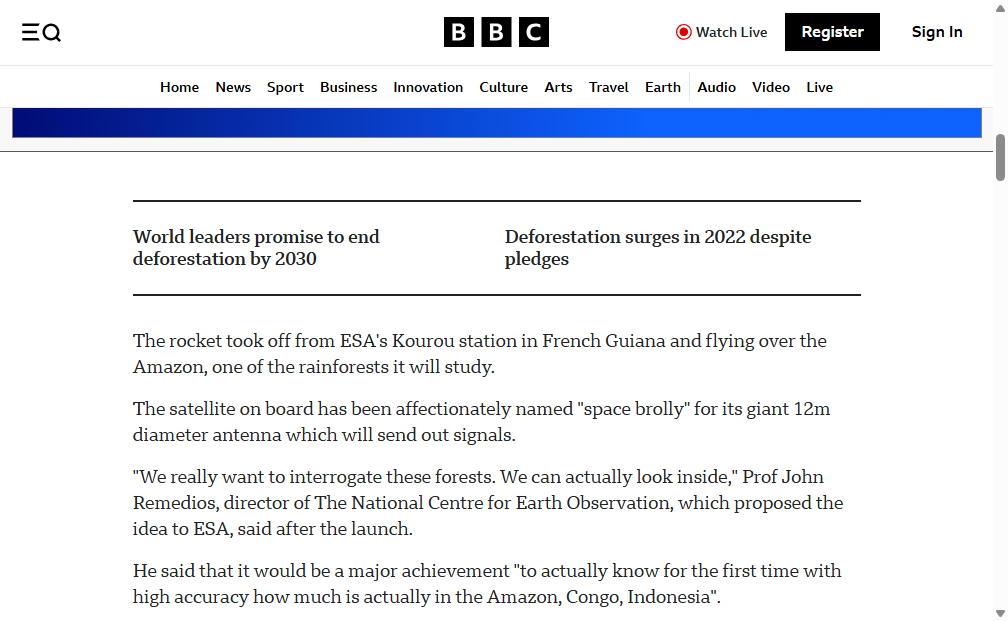 BBC
Watch Live
Register
Sign In
Home News Sport Business Innovation Culture Arts Travel Earth Audio Video Live
World leaders promise to end
deforestation by 2030
Deforestation surges in 2022 despite
pledges
The rocket took off from ESA's Kourou station in French Guiana and flying over the
Amazon, one of the rainforests it will study.
The satellite on board has been affectionately named "space brolly" for its giant 12m
diameter antenna which will send out signals.
"We really want to interrogate these forests. We can actually look inside," Prof John
Remedios, director of The National Centre for Earth Observation, which proposed the
idea to ESA, said after the launch.
He said that it would be a major achievement "to actually know for the first time with
high accuracy how much is actually in the Amazon, Congo, Indonesia".